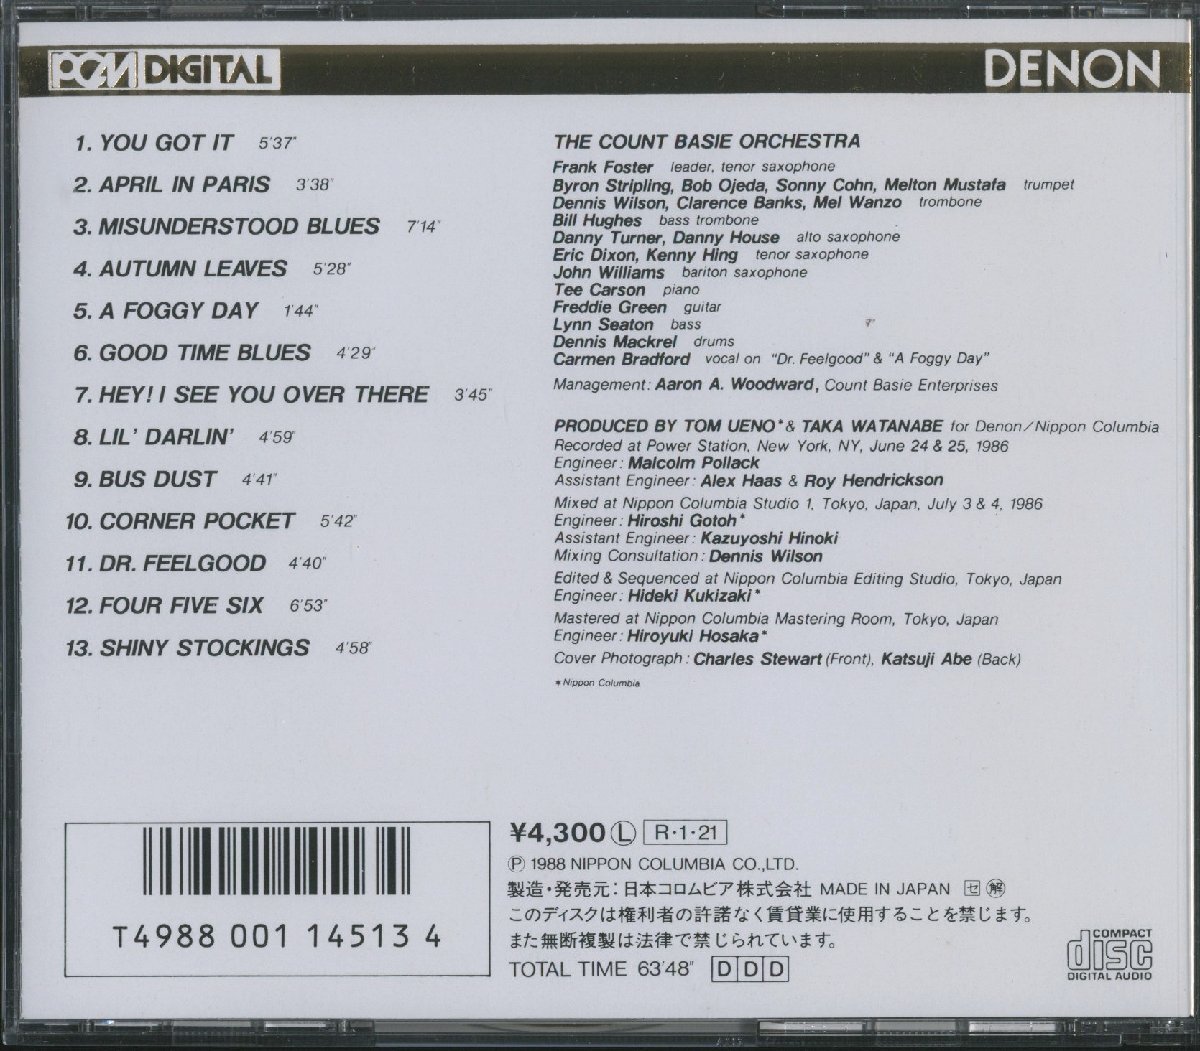 PCM DIGITAL
DENON
1. YOU GOT IT 5'37"
2. APRIL IN PARIS 3'38"
3. MISUNDERSTOOD BLUES 7'14"
4. AUTUMN LEAVES 5'28"
5. A FOGGY DAY 1'44"
6. GOOD TIME BLUES 4'29"
7. HEY! I SEE YOU OVER THERE 3'45"
8. LIL' DARLIN' 4'59"
9. BUS DUST 4'41"
10. CORNER POCKET 5'42"
11. DR. FEELGOOD 4'40"
12. FOUR FIVE SIX 6'53"
13. SHINY STOCKINGS 4'58"
THE COUNT BASIE ORCHESTRA
Frank Foster leader, tenor saxophone
Byron Stripling, Bob Ojeda, Sonny Cohn, Melton Mustafa trumpet
Dennis Wilson, Clarence Banks, Mel Wanzo trombone
Bill Hughes bass trombone
Danny Turner, Danny House alto saxophone
Eric Dixon, Kenny Hing tenor saxophone
John Williams bariton saxophone
Tee Carson piano
Freddie Green guitar
Lynn Seaton bass
Dennis Mackrel drums
Carmen Bradford vocal on "Dr. Feelgood" & "A Foggy Day"
Management: Aaron A. Woodward, Count Basie Enterprises
PRODUCED BY TOM UENO* & TAKA WATANABE for Denon/Nippon Columbia
Recorded at Power Station, New York, NY, June 24 & 25, 1986
Engineer: Malcolm Pollack
Assistant Engineer: Alex Haas & Roy Hendrickson
Mixed at Nippon Columbia Studio 1, Tokyo, Japan, July 3 & 4, 1986
Engineer: Hiroshi Gotoh*
Assistant Engineer: Kazuyoshi Hinoki
Mixing Consultation: Dennis Wilson
Edited & Sequenced at Nippon Columbia Editing Studio, Tokyo, Japan
Engineer: Hideki Kukizaki*
Mastered at Nippon Columbia Mastering Room, Tokyo, Japan
Engineer: Hiroyuki Hosaka*
Cover Photograph: Charles Stewart (Front), Katsuji Abe (Back)
* Nippon Columbia
T4988 001 14513 4
¥4,300 Ⓛ R・1・21
Ⓟ 1988 NIPPON COLUMBIA CO.,LTD.
製造・発売元：日本コロムビア株式会社 MADE IN JAPAN セ 解
このディスクは権利者の許諾なく賃貸業に使用することを禁じます。
また無断複製は法律で禁じられています。
TOTAL TIME 63'48" D D D
COMPACT
disc
DIGITAL AUDIO